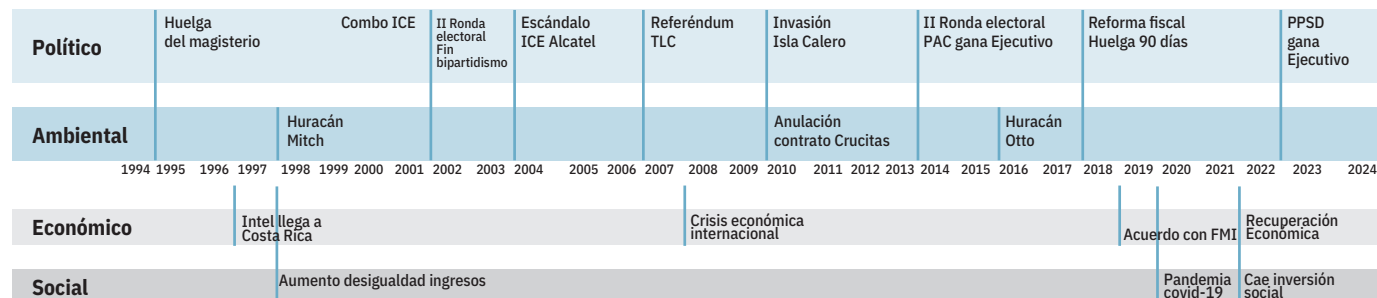 Político
Huelga
del magisterio
Combo ICE
II Ronda
electoral
Fin
bipartidismo
Escándalo
ICE Alcatel
Referéndum
TLC
Invasión
Isla Calero
II Ronda electoral
PAC gana Ejecutivo
Reforma fiscal
Huelga 90 días
PPSD
gana
Ejecutivo
Ambiental
Huracán
Mitch
Anulación
contrato Crucitas
Huracán
Otto
1994 1995 1996 1997 1998 1999 2000 2001 2002 2003 2004 2005 2006 2007 2008 2009 2010 2011 2012 2013 2014 2015 2016 2017 2018 2019 2020 2021 2022 2023 2024
Económico
Intel llega a
Costa Rica
Crisis económica
internacional
Acuerdo con FMI
Recuperación
Económica
Social
Aumento desigualdad ingresos
Pandemia
covid-19
Cae inversión
social